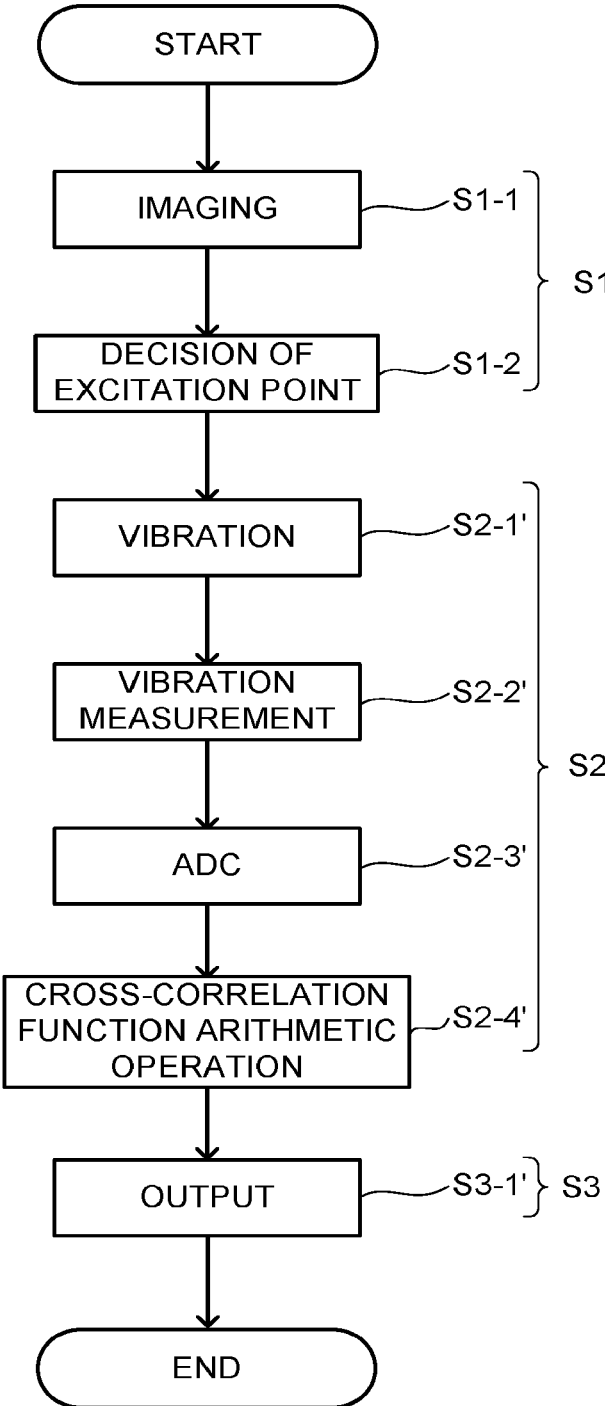 START
IMAGING
S1-1
S1
DECISION OF
EXCITATION POINT
S1-2
VIBRATION
S2-1'
VIBRATION
MEASUREMENT
S2-2'
S2
ADC
S2-3'
CROSS-CORRELATION
FUNCTION ARITHMETIC
OPERATION
S2-4'
OUTPUT
S3-1'
S3
END